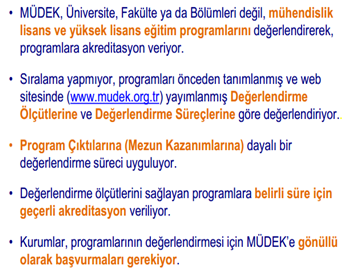 • MÜDEK, Üniversite, Fakülte ya da Bölümleri değil, mühendislik
lisans ve yüksek lisans eğitim programlarını değerlendirerek,
programlara akreditasyon veriyor.
• Sıralama yapmıyor, programları önceden tanımlanmış ve web
sitesinde (www.mudek.org.tr) yayımlanmış Değerlendirme
Ölçütlerine ve Değerlendirme Süreçlerine göre değerlendiriyor.
• Program Çıktılarına (Mezun Kazanımlarına) dayalı bir
değerlendirme süreci uyguluyor.
• Değerlendirme ölçütlerini sağlayan programlara belirli süre için
geçerli akreditasyon veriliyor.
• Kurumlar, programlarının değerlendirmesi için MÜDEK'e gönüllü
olarak başvurmaları gerekiyor.